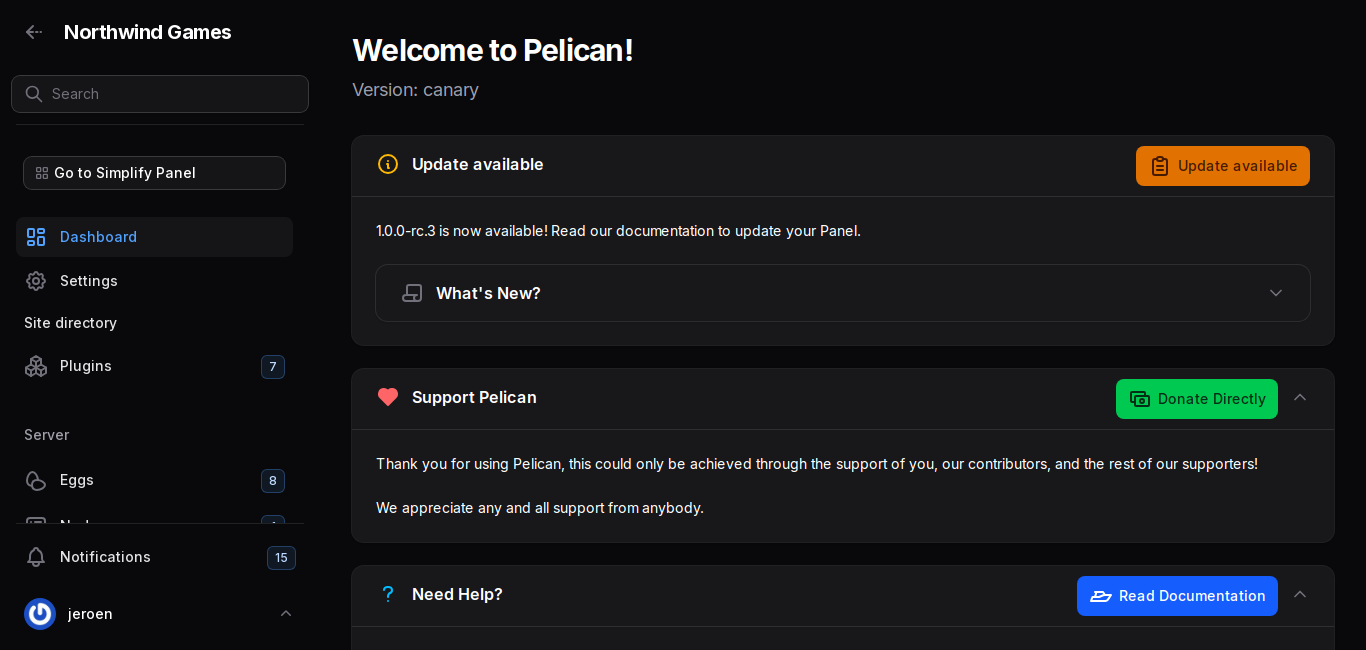 Northwind Games
Search
Go to Simplify Panel
Dashboard
Settings
Site directory
Plugins
7
Server
Eggs
8
Notifications
15
jeroen
Welcome to Pelican!
Version: canary
Update available
Update available
1.0.0-rc.3 is now available! Read our documentation to update your Panel.
What's New?
Support Pelican
Donate Directly
Thank you for using Pelican, this could only be achieved through the support of you, our contributors, and the rest of our supporters!
We appreciate any and all support from anybody.
Need Help?
Read Documentation